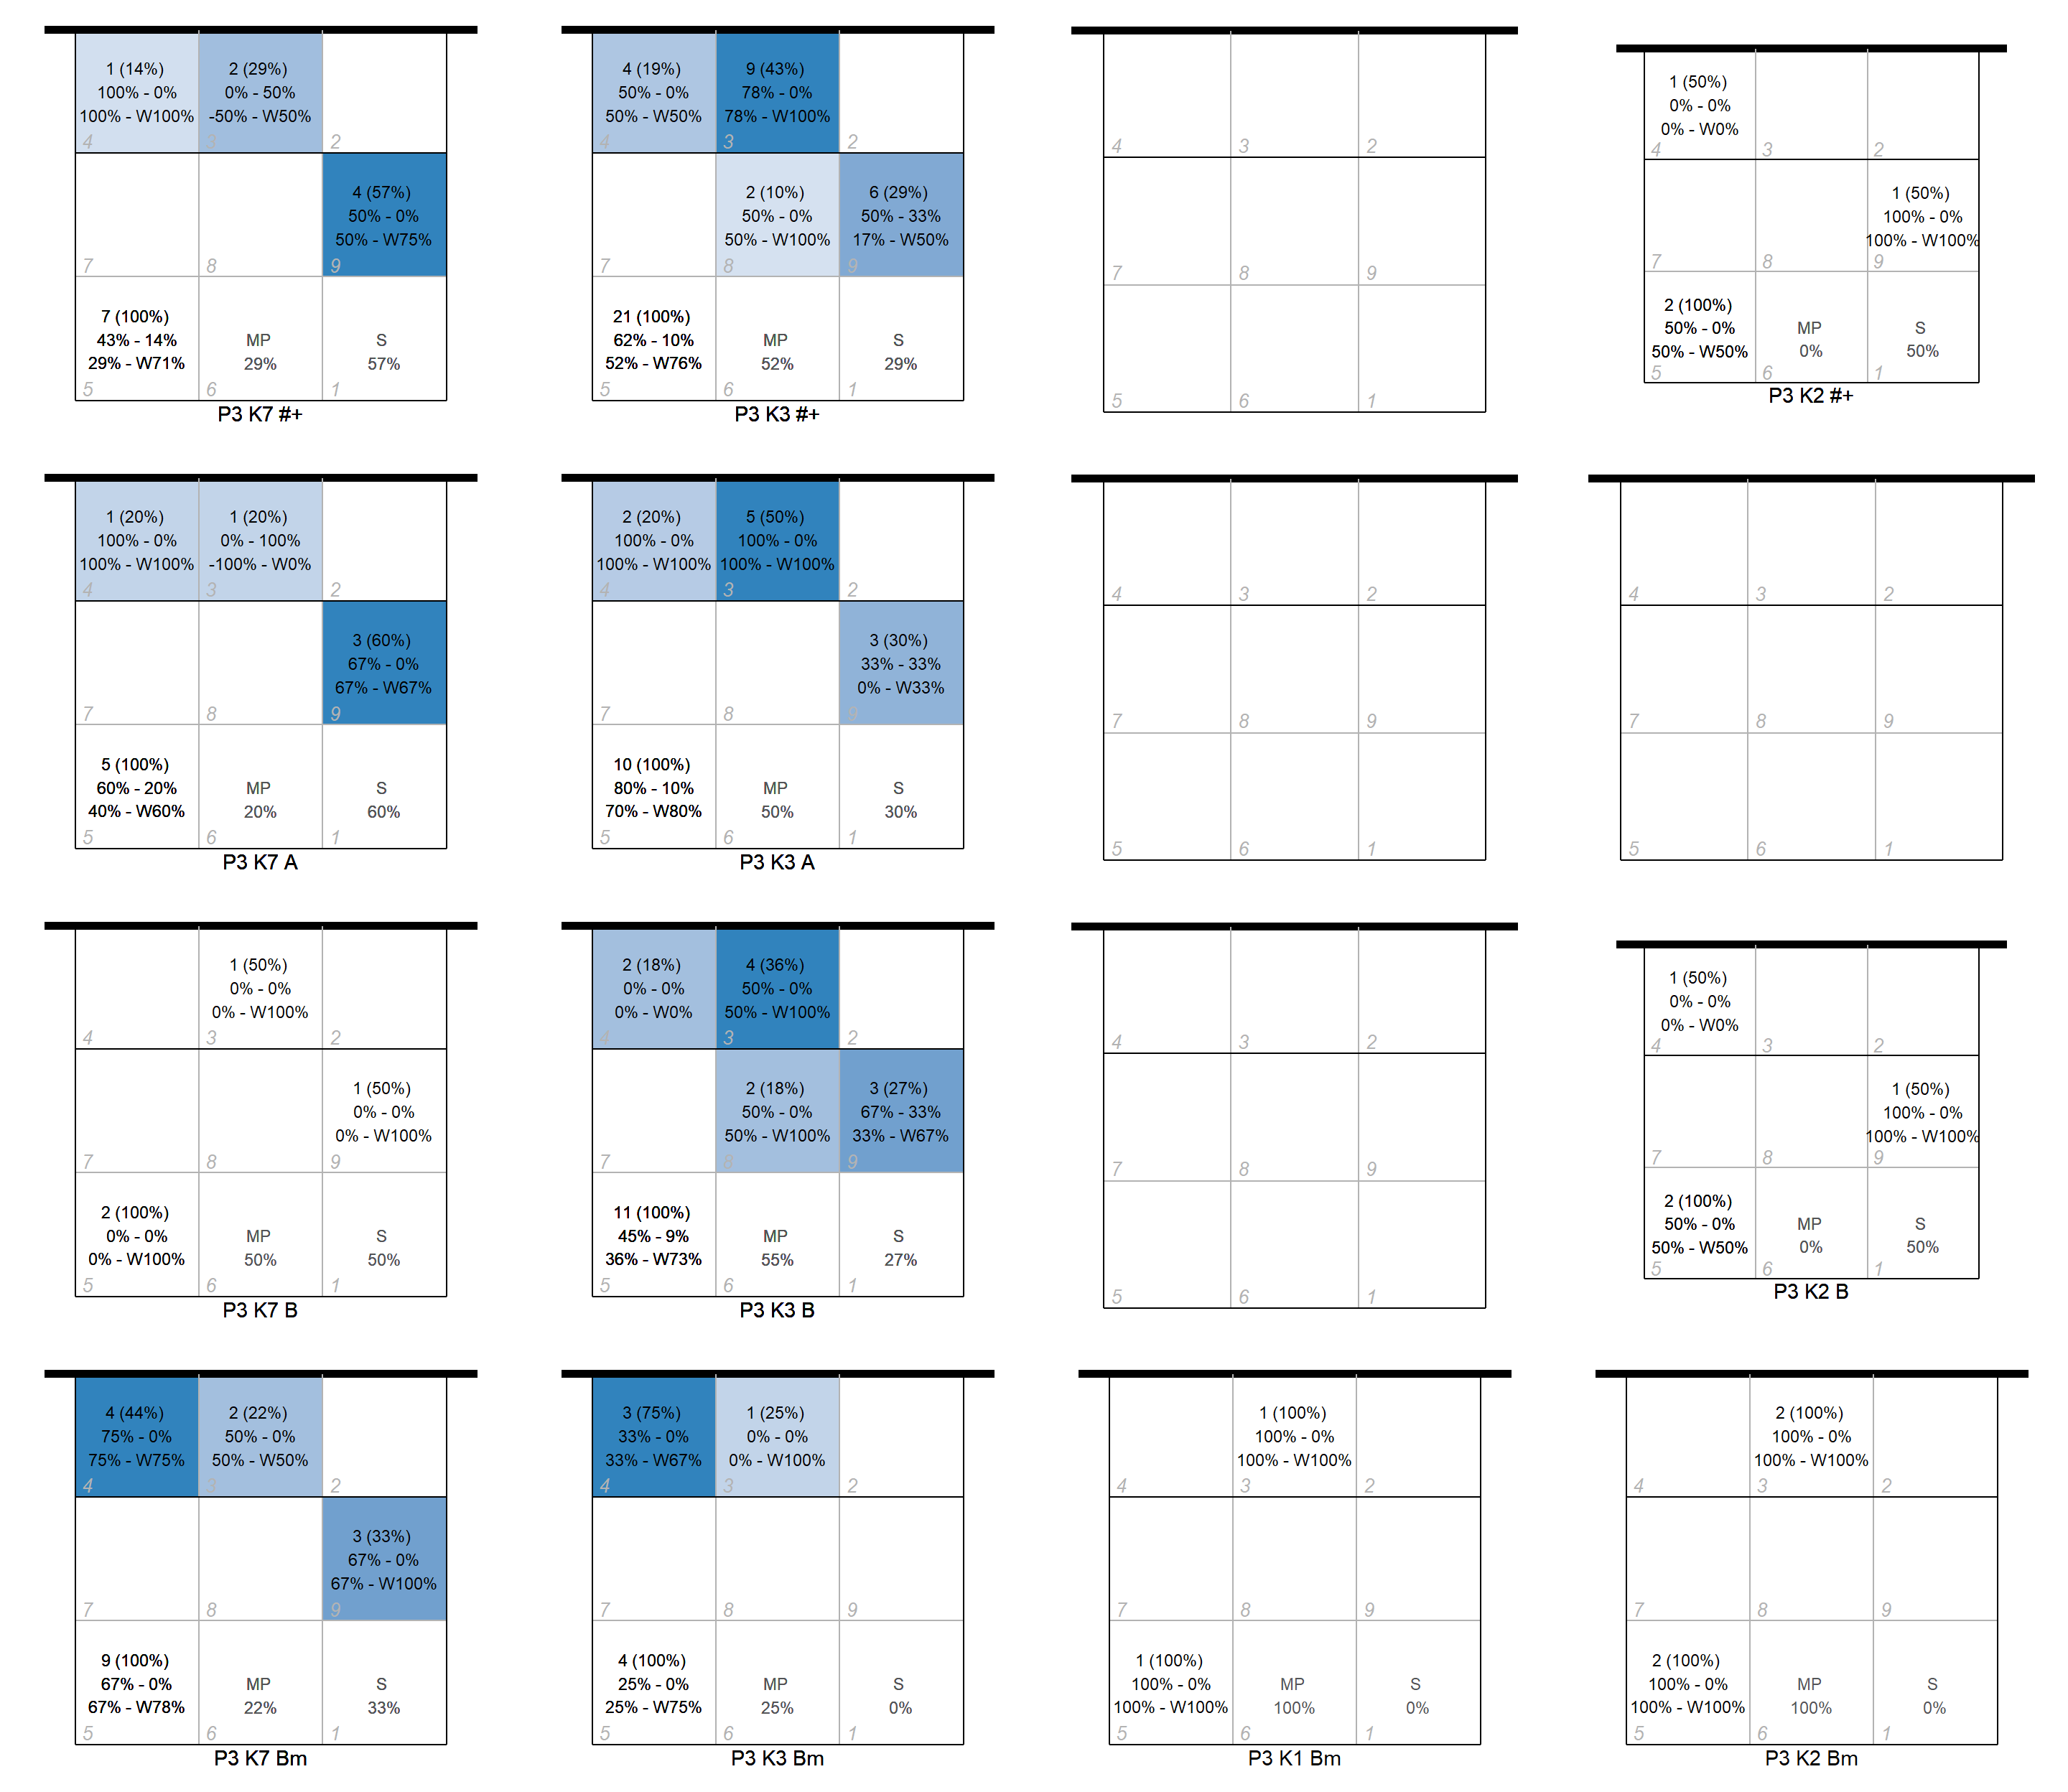 1 (14%)
100% - 0%
100% - W100%
4
2 (29%)
0% - 50%
-50% - W50%
3
2
7
8
4 (57%)
50% - 0%
50% - W75%
9
7 (100%)
43% - 14%
29% - W71%
5
MP
29%
6
S
57%
1
P3 K7 #+
4 (19%)
50% - 0%
50% - W50%
4
9 (43%)
78% - 0%
78% - W100%
3
2
7
2 (10%)
50% - 0%
50% - W100%
8
6 (29%)
50% - 33%
17% - W50%
9
21 (100%)
62% - 10%
52% - W76%
5
MP
52%
6
S
29%
1
P3 K3 #+
4
3
2
7
8
9
5
6
1
1 (50%)
0% - 0%
0% - W0%
4
3
2
7
8
1 (50%)
100% - 0%
100% - W100%
9
2 (100%)
50% - 0%
50% - W50%
5
MP
0%
6
S
50%
1
P3 K2 #+
1 (20%)
100% - 0%
100% - W100%
4
1 (20%)
0% - 100%
-100% - W0%
3
2
7
8
3 (60%)
67% - 0%
67% - W67%
9
5 (100%)
60% - 20%
40% - W60%
5
MP
20%
6
S
60%
1
P3 K7 A
2 (20%)
100% - 0%
100% - W100%
4
5 (50%)
100% - 0%
100% - W100%
3
2
7
8
3 (30%)
33% - 33%
0% - W33%
9
10 (100%)
80% - 10%
70% - W80%
5
MP
50%
6
S
30%
1
P3 K3 A
4
3
2
7
8
9
5
6
1
4
3
2
7
8
9
5
6
1
4
1 (50%)
0% - 0%
0% - W100%
3
2
7
8
1 (50%)
0% - 0%
0% - W100%
9
2 (100%)
0% - 0%
0% - W100%
5
MP
50%
6
S
50%
1
P3 K7 B
2 (18%)
0% - 0%
0% - W0%
4
4 (36%)
50% - 0%
50% - W100%
3
2
7
2 (18%)
50% - 0%
50% - W100%
8
3 (27%)
67% - 33%
33% - W67%
9
11 (100%)
45% - 9%
36% - W73%
5
MP
55%
6
S
27%
1
P3 K3 B
4
3
2
7
8
9
5
6
1
1 (50%)
0% - 0%
0% - W0%
4
3
2
7
8
1 (50%)
100% - 0%
100% - W100%
9
2 (100%)
50% - 0%
50% - W50%
5
MP
0%
6
S
50%
1
P3 K2 B
4 (44%)
75% - 0%
75% - W75%
4
2 (22%)
50% - 0%
50% - W50%
3
2
7
8
3 (33%)
67% - 0%
67% - W100%
9
9 (100%)
67% - 0%
67% - W78%
5
MP
22%
6
S
33%
1
P3 K7 Bm
3 (75%)
33% - 0%
33% - W67%
4
1 (25%)
0% - 0%
0% - W100%
3
2
7
8
9
4 (100%)
25% - 0%
25% - W75%
5
MP
25%
6
S
0%
1
P3 K3 Bm
4
1 (100%)
100% - 0%
100% - W100%
3
2
7
8
9
1 (100%)
100% - 0%
100% - W100%
5
MP
100%
6
S
0%
1
P3 K1 Bm
4
2 (100%)
100% - 0%
100% - W100%
3
2
7
8
9
2 (100%)
100% - 0%
100% - W100%
5
MP
100%
6
S
0%
1
P3 K2 Bm